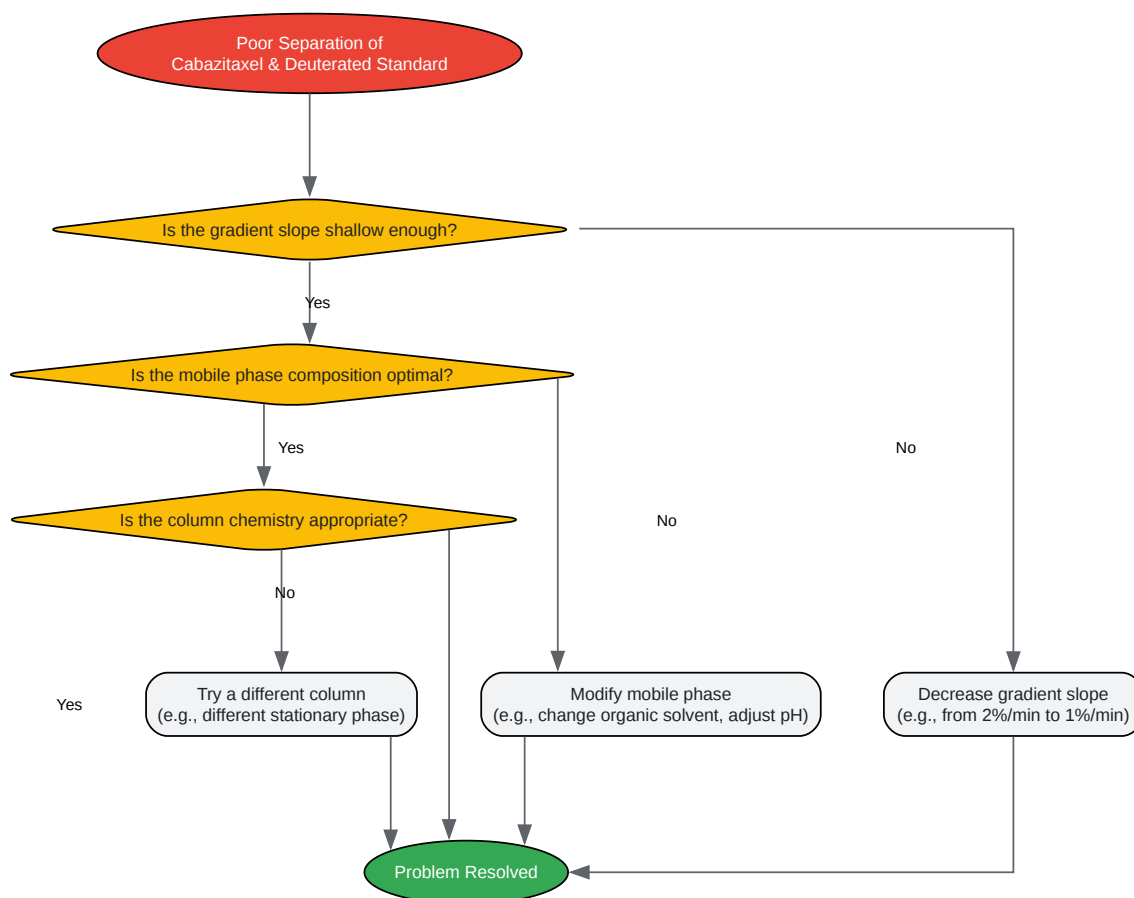 Poor Separation of
Cabazitaxel & Deuterated Standard
Is the gradient slope shallow enough?
Yes
Is the mobile phase composition optimal?
Yes
No
Is the column chemistry appropriate?
No
No
Yes
Try a different column
(e.g., different stationary phase)
Modify mobile phase
(e.g., change organic solvent, adjust pH)
Decrease gradient slope
(e.g., from 2%/min to 1%/min)
Problem Resolved